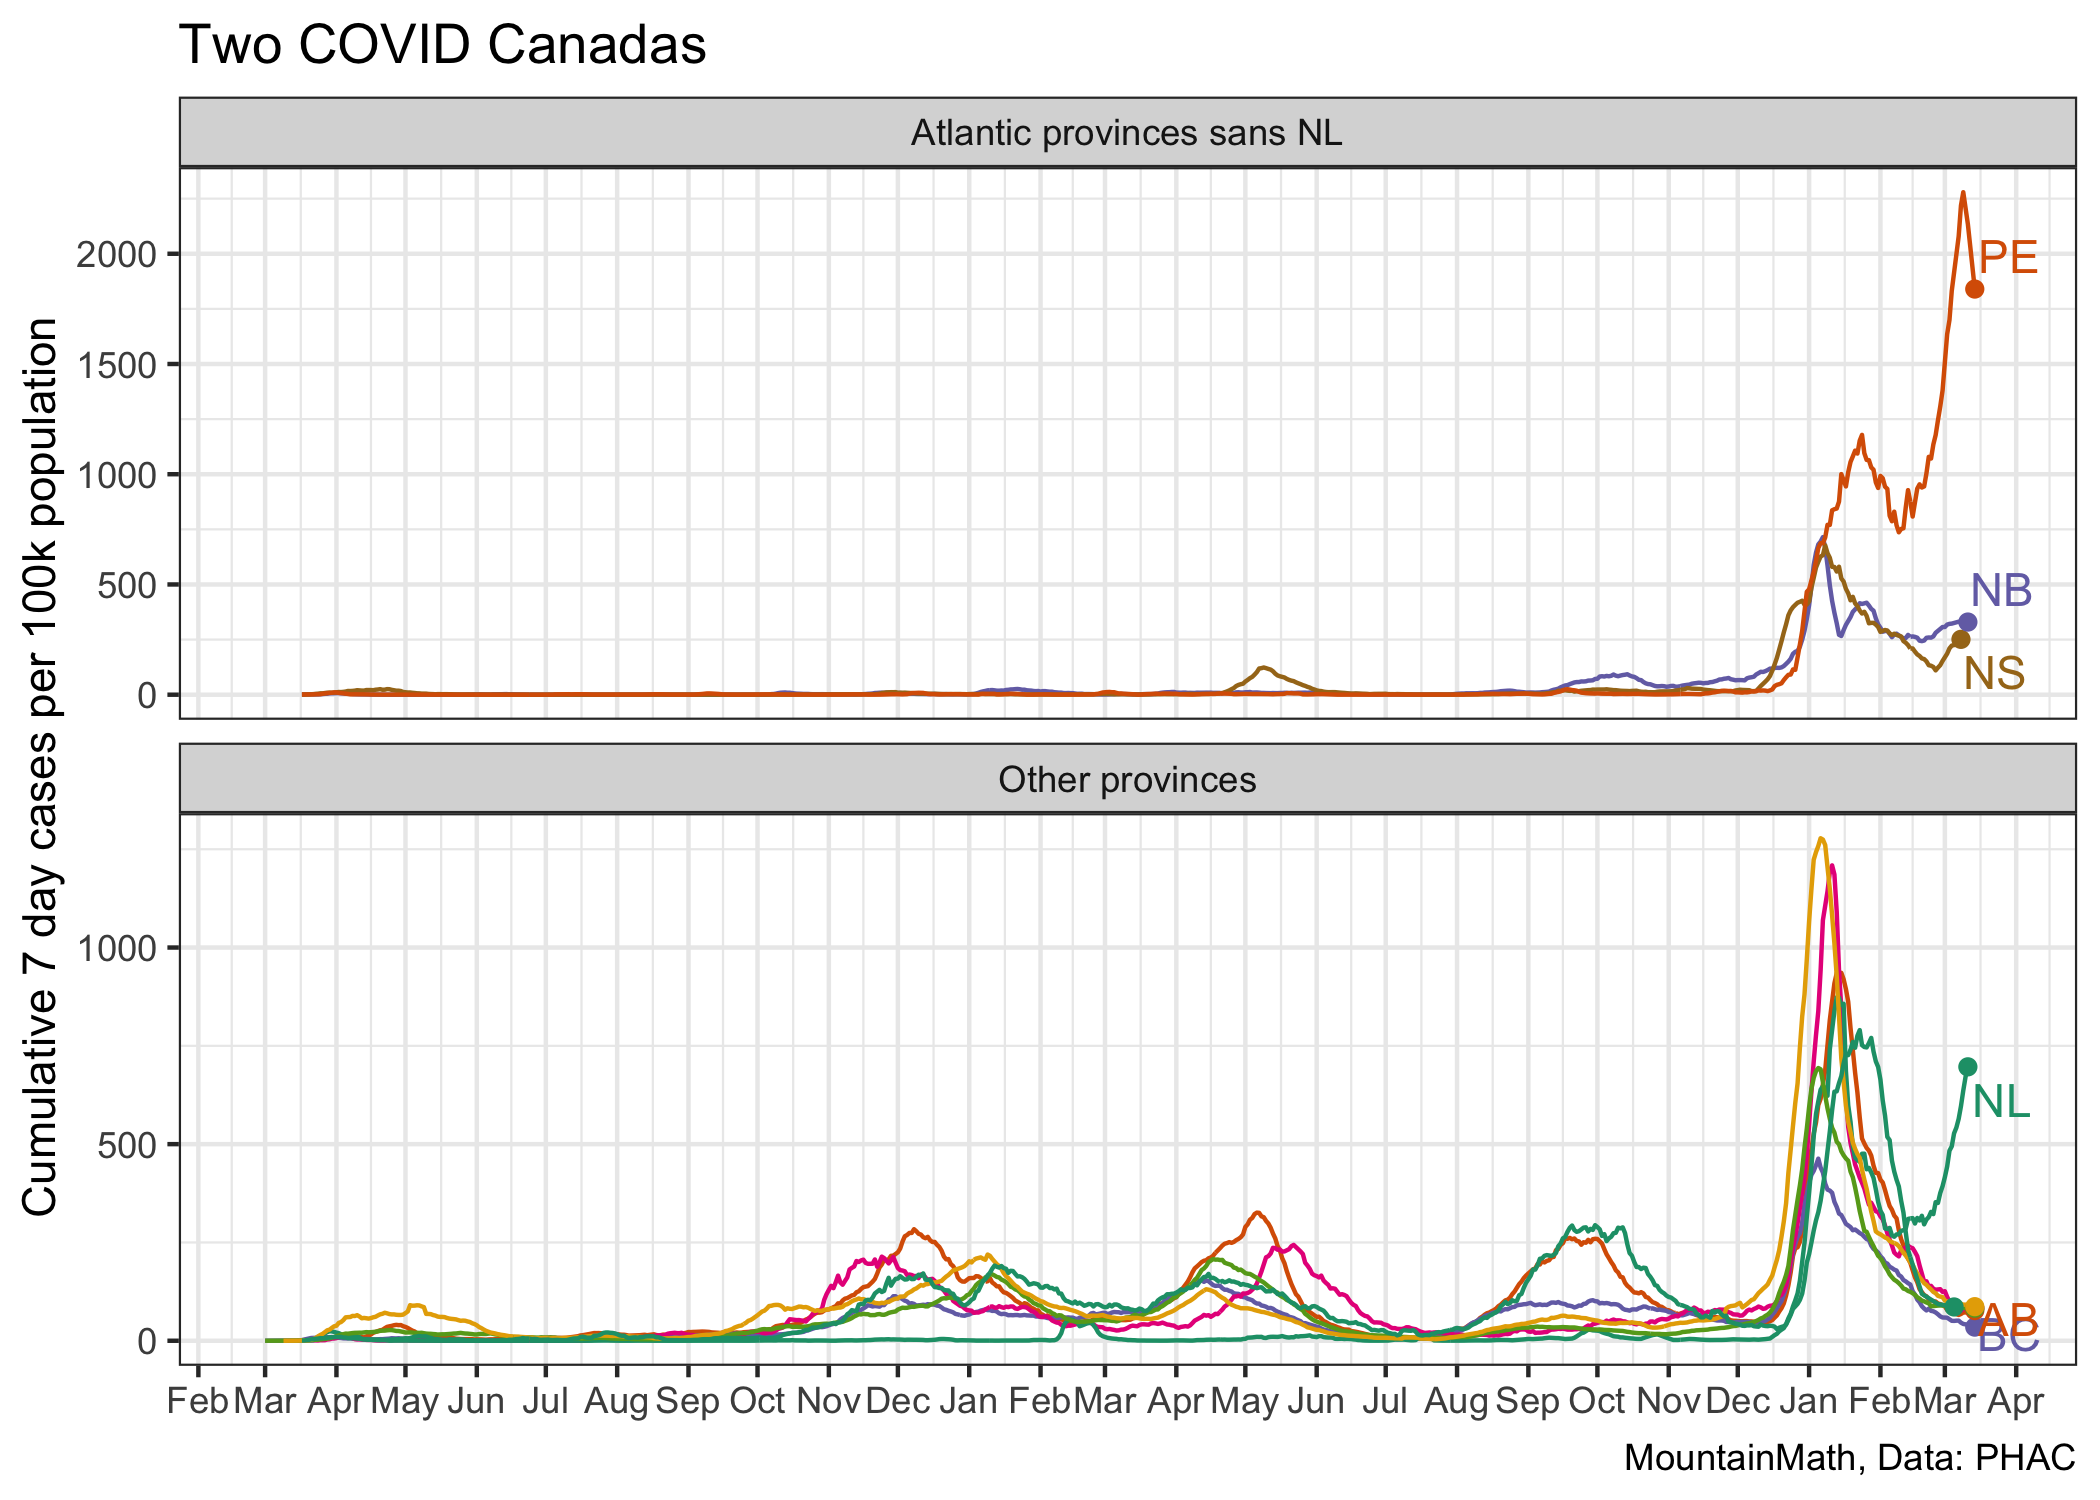 Two COVID Canadas
Atlantic provinces sans NL
Cumulative 7 day cases per 100k population
2000
1500
1000
500
0
PE
NB
NS
Other provinces
1000
500
0
NL
AB
BC
Feb Mar Apr May Jun Jul Aug Sep Oct Nov Dec Jan Feb Mar Apr May Jun Jul Aug Sep Oct Nov Dec Jan Feb Mar Apr
MountainMath, Data: PHAC